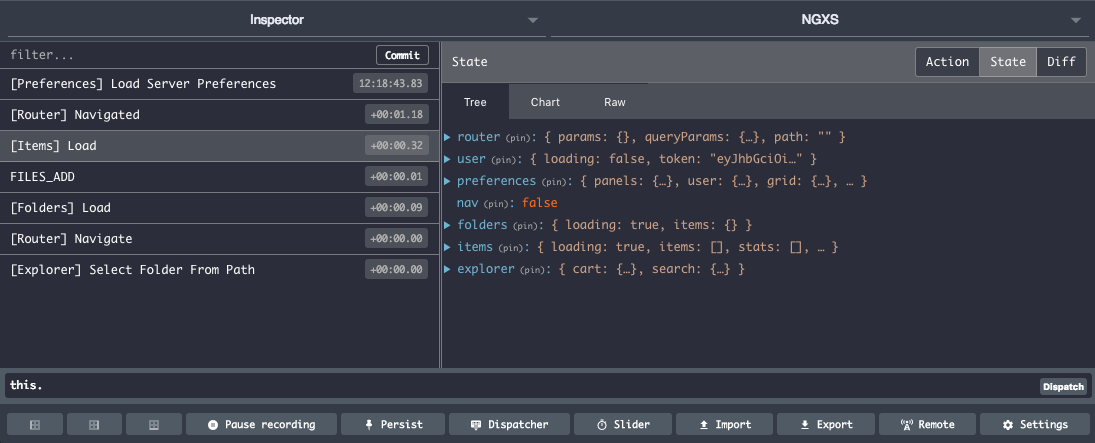 Inspector
NGXS
filter...
Commit
[Preferences] Load Server Preferences
12:18:43.83
[Router] Navigated
+00:01.18
[Items] Load
+00:00.32
FILES_ADD
+00:00.01
[Folders] Load
+00:00.09
[Router] Navigate
+00:00.00
[Explorer] Select Folder From Path
+00:00.00
State
Action
State
Diff
Tree
Chart
Raw
router (pin): { params: {}, queryParams: {…}, path: "" }
user (pin): { loading: false, token: "eyJhbGciOi…" }
preferences (pin): { panels: {…}, user: {…}, grid: {…}, … }
nav (pin): false
folders (pin): { loading: true, items: {} }
items (pin): { loading: true, items: [], stats: [], … }
explorer (pin): { cart: {…}, search: {…} }
this.
Dispatch
Pause recording
Persist
Dispatcher
Slider
Import
Export
Remote
Settings